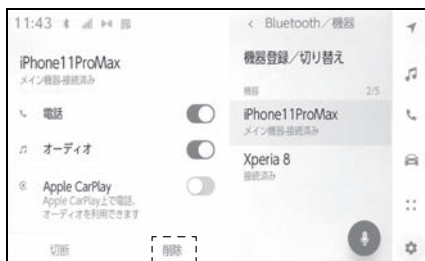 11:43
iPhone11ProMax
メイン機器-接続済み
電話
オーディオ
Apple CarPlay
Apple CarPlay上で電話、
オーディオを利用できます
切断
削除
< Bluetooth／機器
機器登録／切り替え
機器 2/5
iPhone11ProMax
メイン機器-接続済み
Xperia 8
接続済み